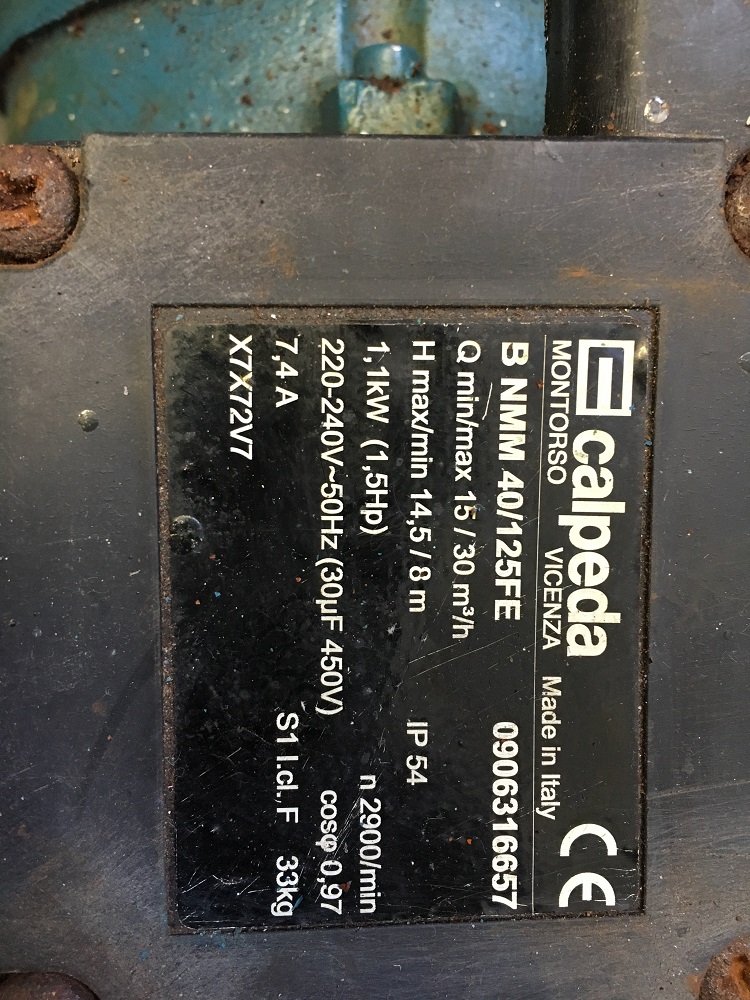 calpeda
MONTORSO VICENZA Made in Italy CE
B NMM 40/125FE 0906316657
Q min/max 15 / 30 m³/h
H max/min 14,5 / 8 m IP 54
1,1kW (1,5Hp) n 2900/min
220-240V~50Hz (30µF 450V) cosφ 0,97
7,4 A S1 I.cl. F 33kg
X7X72V7